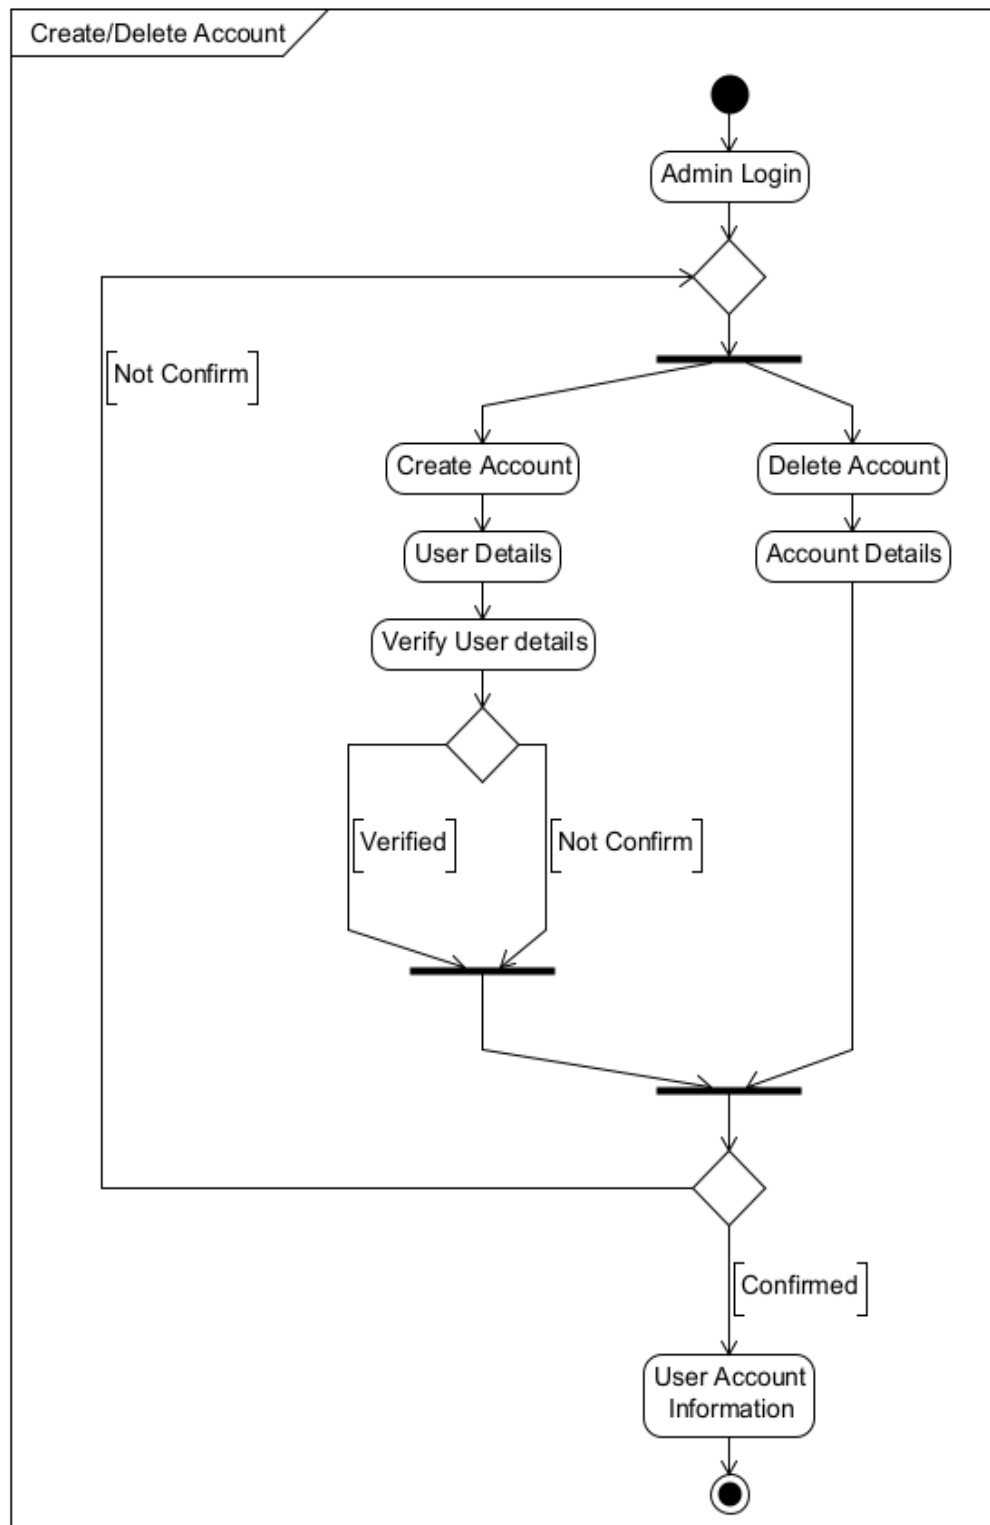 Create/Delete Account
Admin Login
[Not Confirm]
Create Account
Delete Account
User Details
Account Details
Verify User details
[Verified]
[Not Confirm]
[Confirmed]
User Account
Information